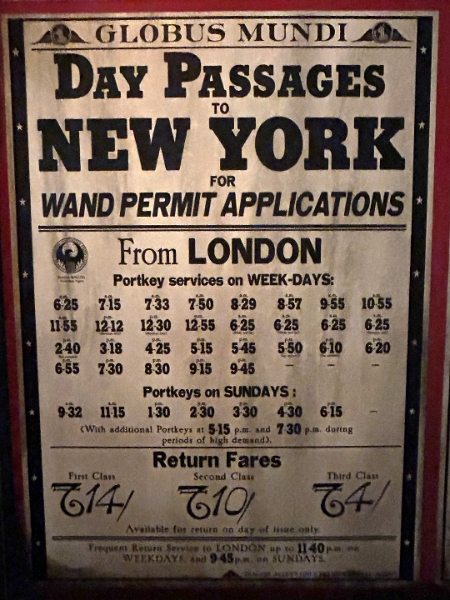 GLOBUS MUNDI
DAY PASSAGES
TO
NEW YORK
FOR
WAND PERMIT APPLICATIONS
From LONDON
Portkey services on WEEK-DAYS:
6·25 7·15 7·33 7·50 8·29 8·57 9·55 10·55
11·55 12·12 12·30 12·55 6·25 6·25 6·25 6·25
2·40 3·18 4·25 5·15 5·45 5·50 6·10 6·20
6·55 7·30 8·30 9·15 9·45 — — —
Portkeys on SUNDAYS :
9·32 11·15 1·30 2·30 3·30 4·30 6·15 —
(With additional Portkeys at 5·15 p.m. and 7·30 p.m. during
periods of high demand).
Return Fares
First Class Second Class Third Class
14/ 10/ 4/
Available for return on day of issue only.
Frequent Return Service to LONDON up to 11·40 p.m. on
WEEKDAYS, and 9·45 p.m. on SUNDAYS.